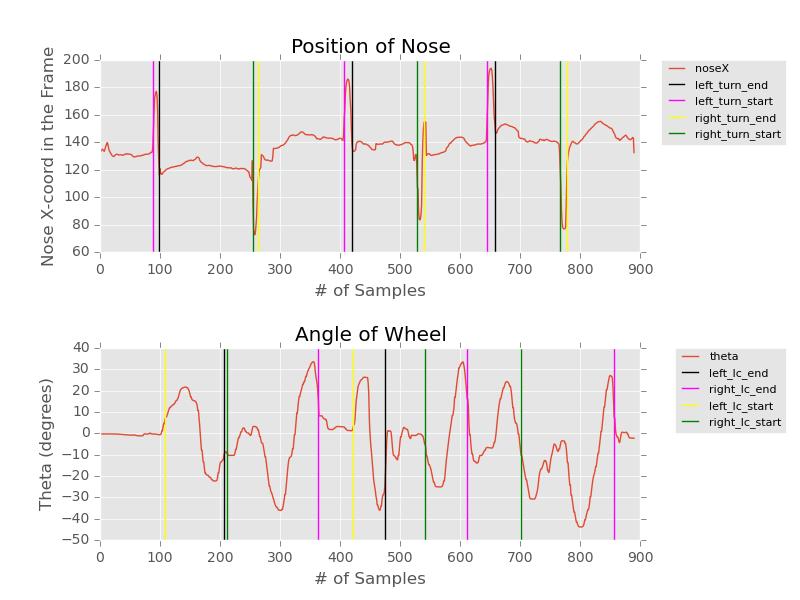 Position of Nose
Nose X-coord in the Frame
200
180
160
140
120
100
80
60
0 100 200 300 400 500 600 700 800 900
# of Samples
noseX
left_turn_end
left_turn_start
right_turn_end
right_turn_start
Angle of Wheel
Theta (degrees)
40
30
20
10
0
−10
−20
−30
−40
−50
0 100 200 300 400 500 600 700 800 900
# of Samples
theta
left_lc_end
right_lc_end
left_lc_start
right_lc_start